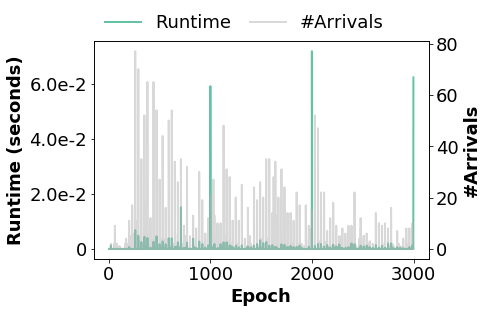 Runtime #Arrivals
Runtime (seconds)
6.0e-2
4.0e-2
2.0e-2
0
80
60
40
20
0
#Arrivals
0 1000 2000 3000
Epoch